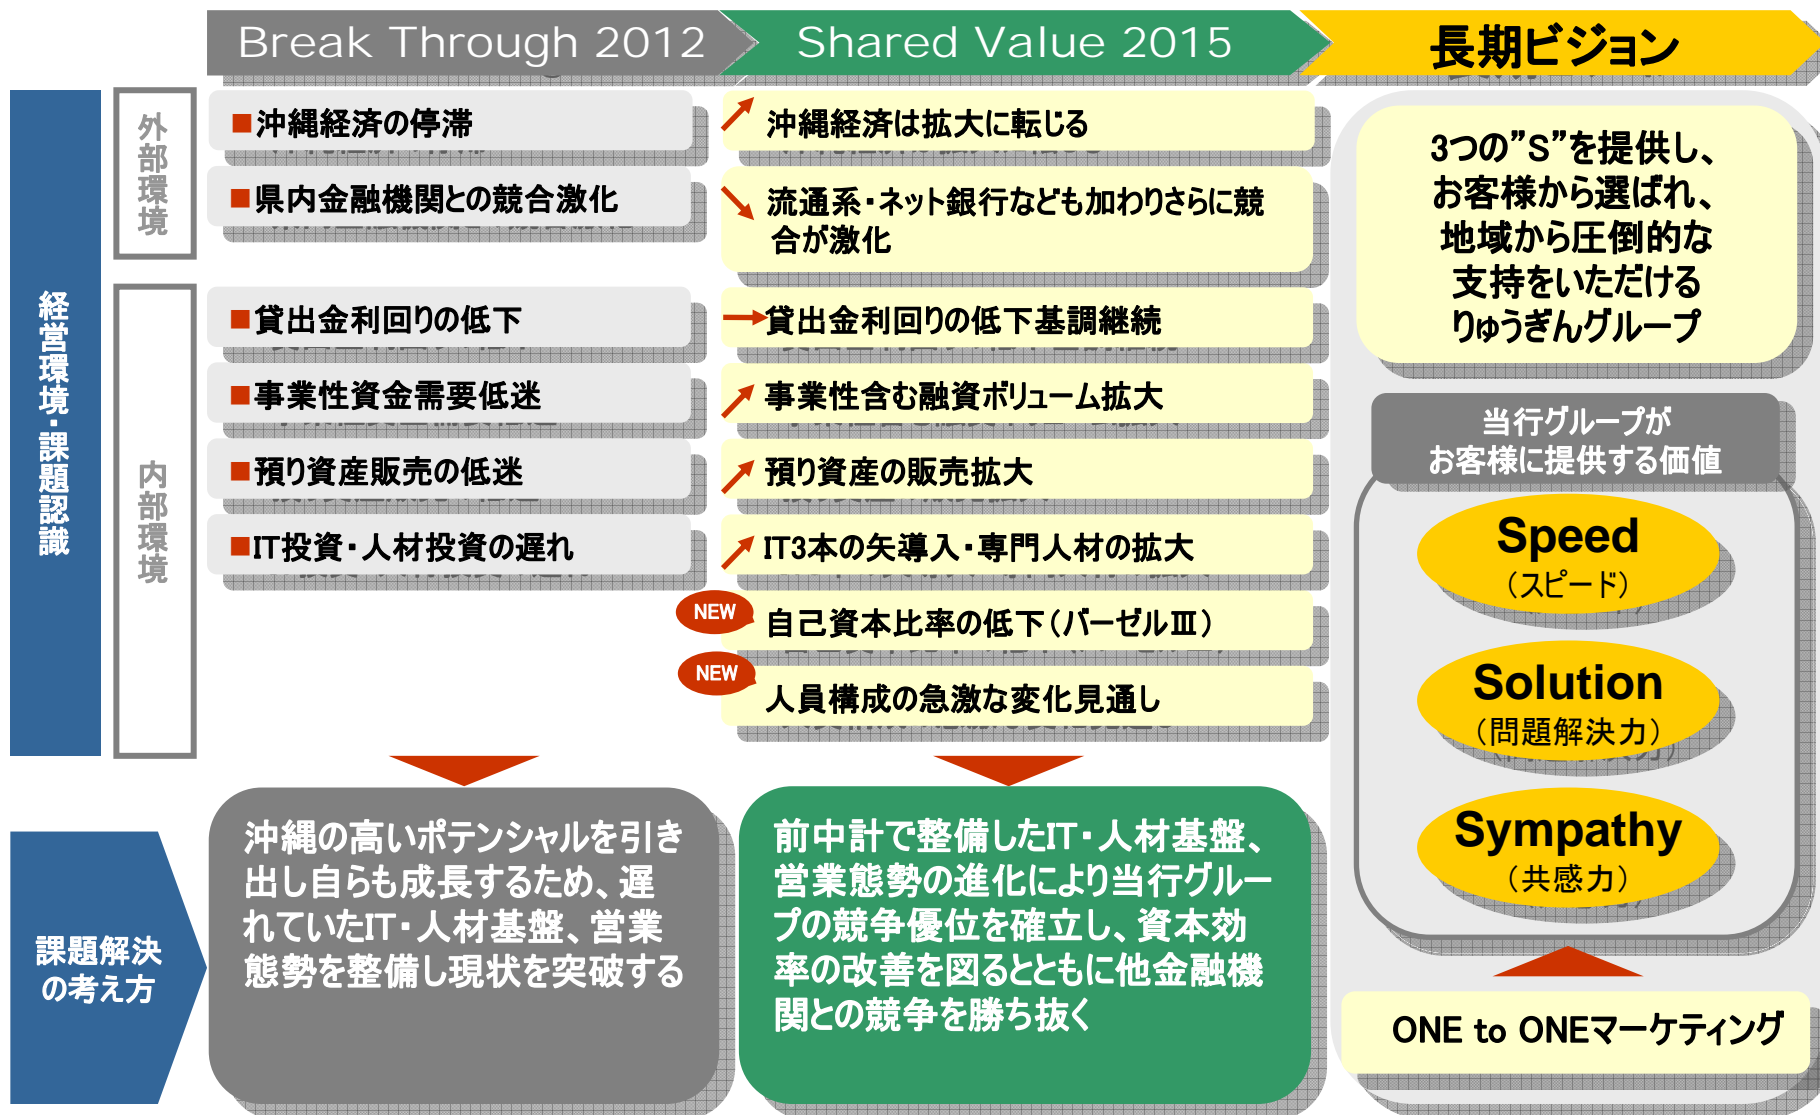 Break Through 2012
Shared Value 2015
長期ビジョン
経営環境・課題認識
外部環境
■沖縄経済の停滞
沖縄経済は拡大に転じる
■県内金融機関との競合激化
流通系・ネット銀行なども加わりさらに競
合が激化
内部環境
■貸出金利回りの低下
貸出金利回りの低下基調継続
■事業性資金需要低迷
事業性含む融資ボリューム拡大
■預り資産販売の低迷
預り資産の販売拡大
■IT投資・人材投資の遅れ
IT3本の矢導入・専門人材の拡大
NEW
自己資本比率の低下（バーゼルⅢ）
NEW
人員構成の急激な変化見通し
課題解決
の考え方
沖縄の高いポテンシャルを引き
出し自らも成長するため、遅
れていたIT・人材基盤、営業
態勢を整備し現状を突破する
前中計で整備したIT・人材基盤、
営業態勢の進化により当行グルー
プの競争優位を確立し、資本効
率の改善を図るとともに他金融機
関との競争を勝ち抜く
3つの”S”を提供し、
お客様から選ばれ、
地域から圧倒的な
支持をいただける
りゅうぎんグループ
当行グループが
お客様に提供する価値
Speed
（スピード）
Solution
（問題解決力）
Sympathy
（共感力）
ONE to ONEマーケティング